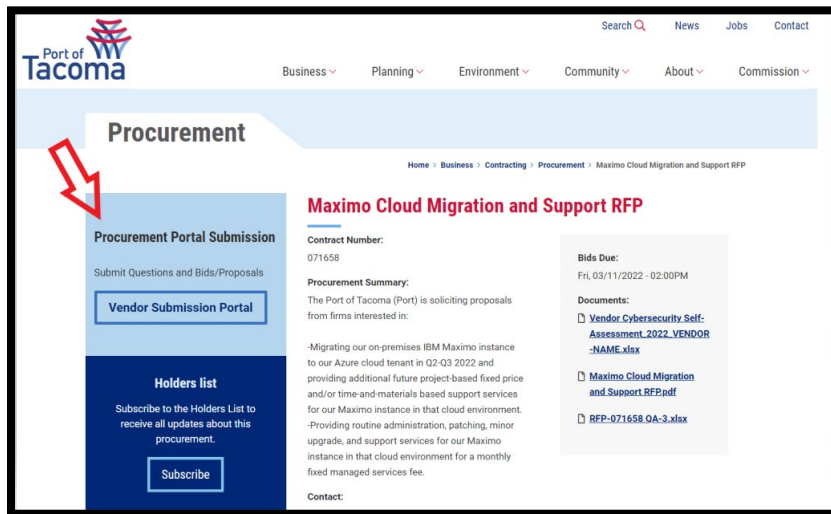 Port of
Tacoma
Search
News
Jobs
Contact
Business
Planning
Environment
Community
About
Commission
Procurement
Home > Business > Contracting > Procurement > Maximo Cloud Migration and Support RFP
Procurement Portal Submission
Submit Questions and Bids/Proposals
Vendor Submission Portal
Holders list
Subscribe to the Holders List to
receive all updates about this
procurement.
Subscribe
Maximo Cloud Migration and Support RFP
Contract Number:
071658
Procurement Summary:
The Port of Tacoma (Port) is soliciting proposals
from firms interested in:
-Migrating our on-premises IBM Maximo instance
to our Azure cloud tenant in Q2-Q3 2022 and
providing additional future project-based fixed price
and/or time-and-materials based support services
for our Maximo instance in that cloud environment.
-Providing routine administration, patching, minor
upgrade, and support services for our Maximo
instance in that cloud environment for a monthly
fixed managed services fee.
Contact:
Bids Due:
Fri, 03/11/2022 - 02:00PM
Documents:
Vendor Cybersecurity Self-
Assessment_2022_VENDOR
-NAME.xlsx
Maximo Cloud Migration
and Support RFP.pdf
RFP-071658 QA-3.xlsx